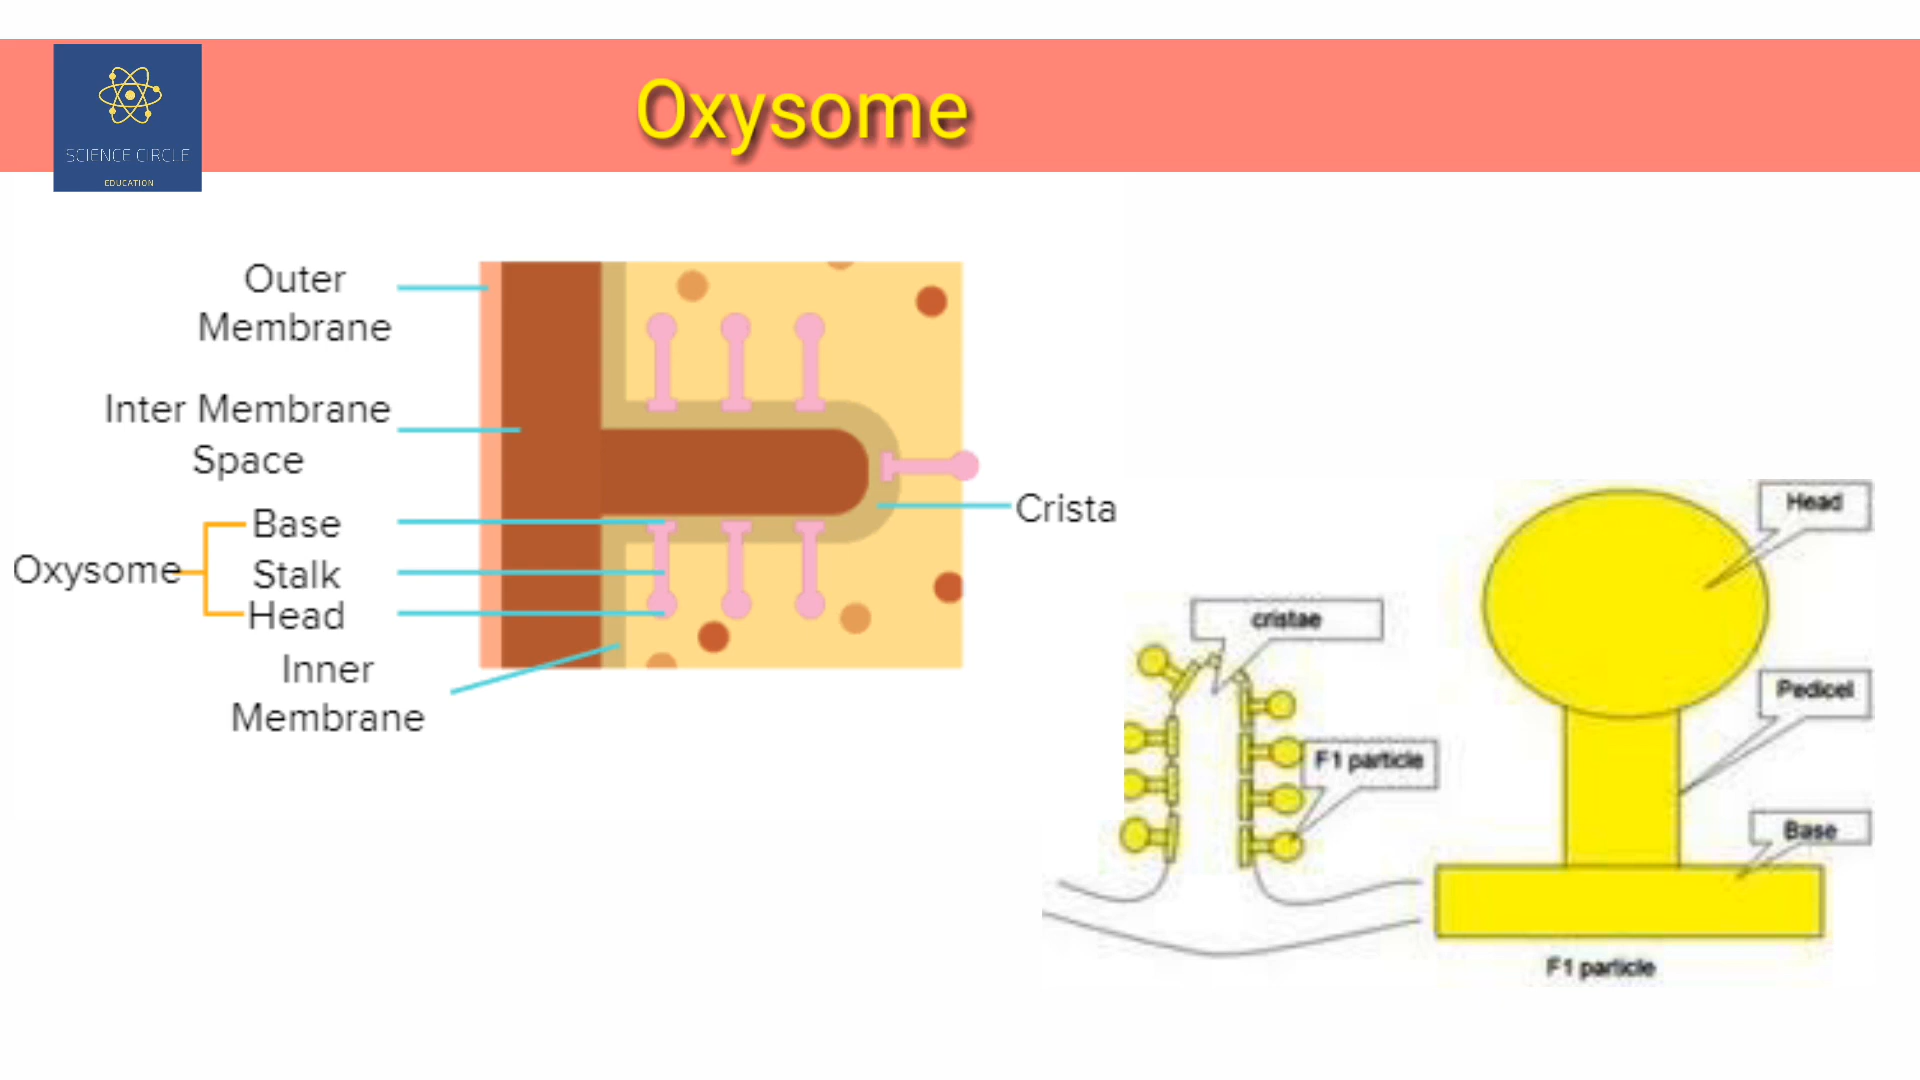 Oxysome
SCIENCE CIRCLE
EDUCATION
Outer
Membrane
Inter Membrane
Space
Base
Oxysome
Stalk
Head
Inner
Membrane
Crista
cristae
F1 particle
Head
Pedicel
Base
F1 particle